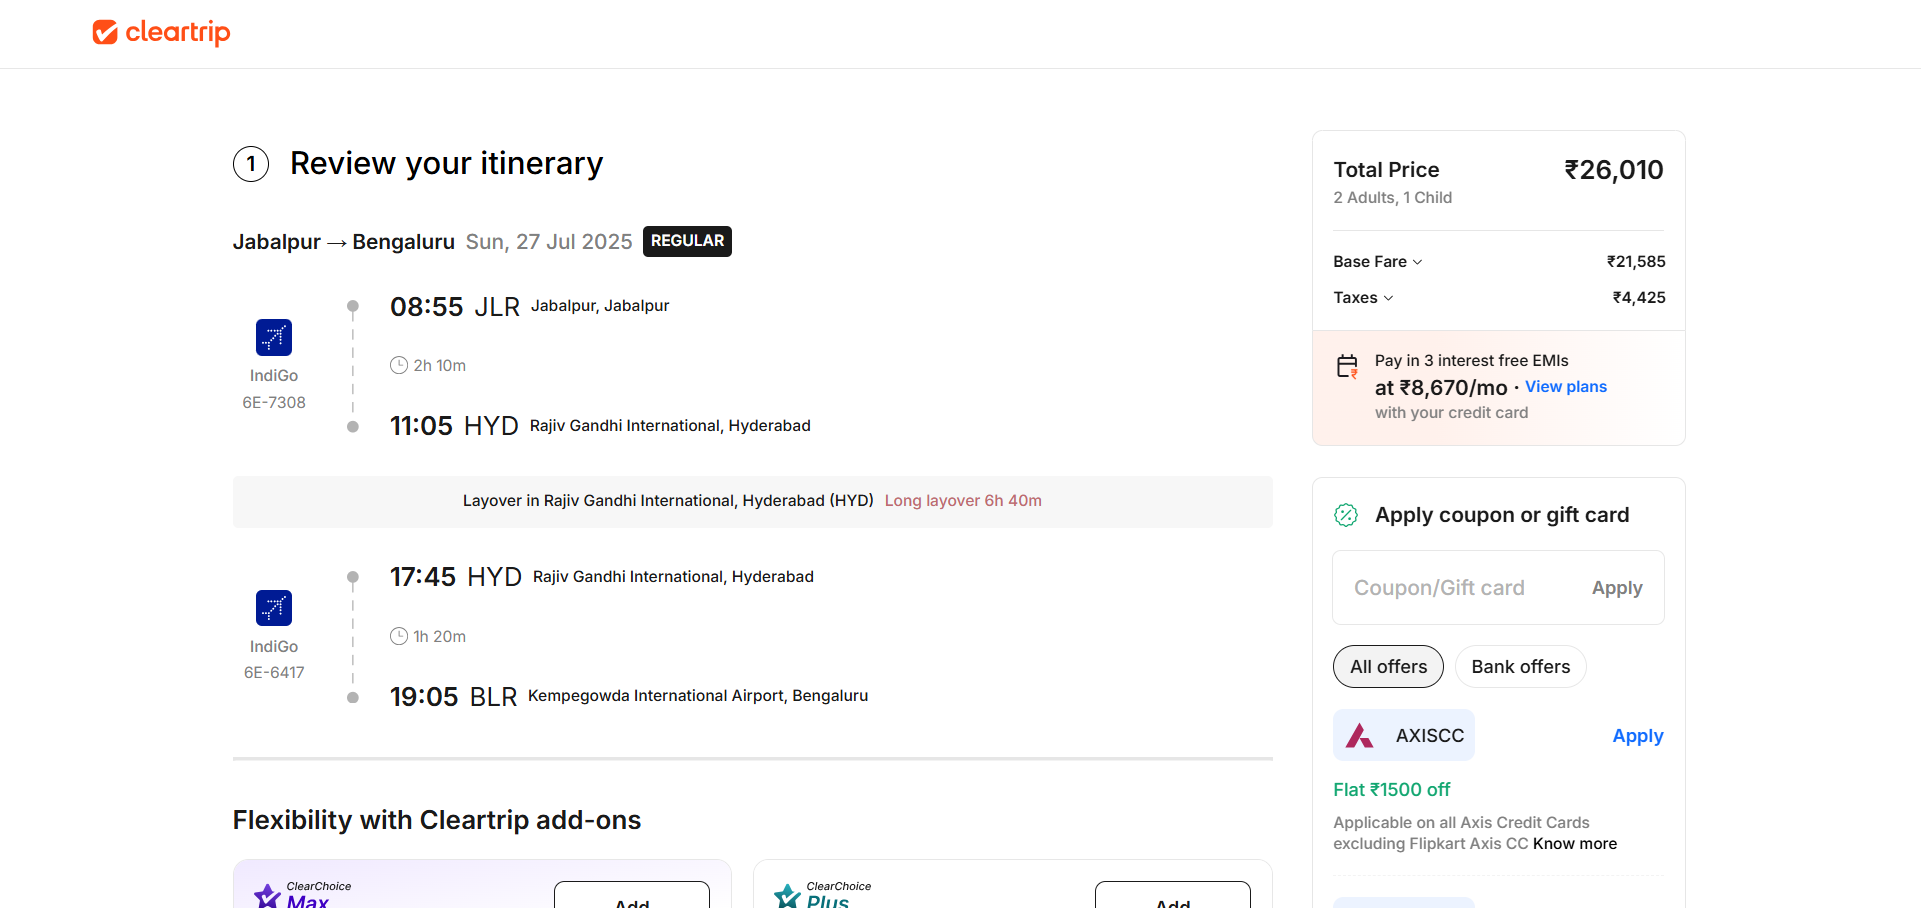 cleartrip
1 Review your itinerary
Jabalpur → Bengaluru Sun, 27 Jul 2025 REGULAR
IndiGo
6E-7308
08:55 JLR Jabalpur, Jabalpur
2h 10m
11:05 HYD Rajiv Gandhi International, Hyderabad
Layover in Rajiv Gandhi International, Hyderabad (HYD) Long layover 6h 40m
IndiGo
6E-6417
17:45 HYD Rajiv Gandhi International, Hyderabad
1h 20m
19:05 BLR Kempegowda International Airport, Bengaluru
Flexibility with Cleartrip add-ons
ClearChoice
Max
Add
ClearChoice
Plus
Add
Total Price ₹26,010
2 Adults, 1 Child
Base Fare ₹21,585
Taxes ₹4,425
Pay in 3 interest free EMIs
at ₹8,670/mo · View plans
with your credit card
Apply coupon or gift card
Coupon/Gift card Apply
All offers Bank offers
AXISCC Apply
Flat ₹1500 off
Applicable on all Axis Credit Cards
excluding Flipkart Axis CC Know more